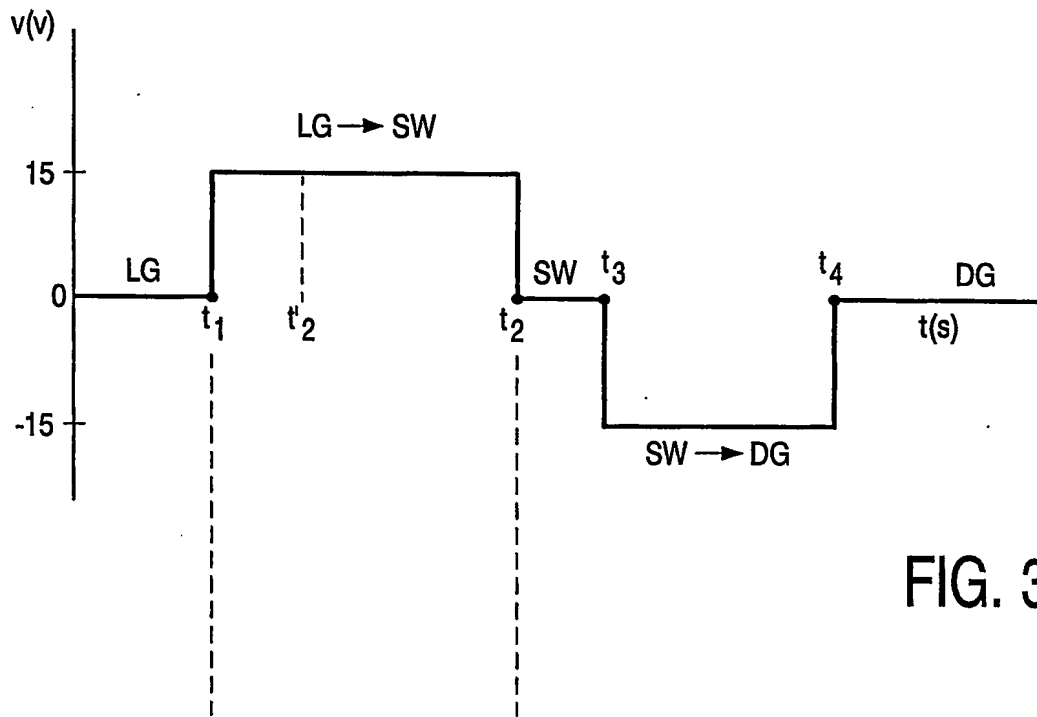 v(v)
LG → SW
15
LG
SW
t3
t4
DG
0
t1
t'2
t2
t(s)
-15
SW → DG
FIG. 3